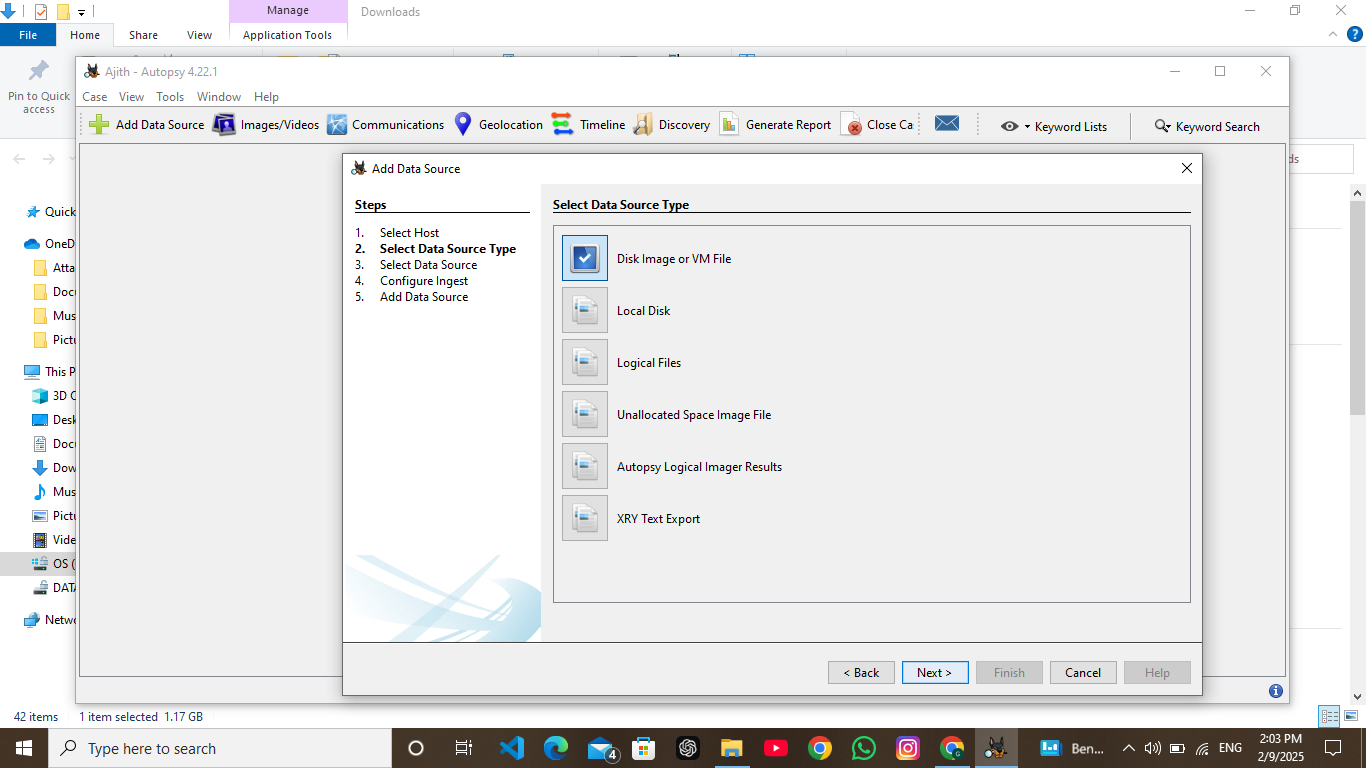 Manage
Downloads
File
Home
Share
View
Application Tools
Pin to Quick
access
Ajith - Autopsy 4.22.1
Case View Tools Window Help
Add Data Source
Images/Videos
Communications
Geolocation
Timeline
Discovery
Generate Report
Close Ca
Keyword Lists
Keyword Search
ds
Add Data Source
Steps
1. Select Host
2. Select Data Source Type
3. Select Data Source
4. Configure Ingest
5. Add Data Source
Select Data Source Type
Disk Image or VM File
Local Disk
Logical Files
Unallocated Space Image File
Autopsy Logical Imager Results
XRY Text Export
< Back
Next >
Finish
Cancel
Help
Quick
OneD
Atta
Docu
Mus
Pictu
This P
3D O
Desk
Docu
Dow
Mus
Pictu
Vide
OS (
DATA
Netwo
42 items
1 item selected 1.17 GB
Type here to search
4
Ben...
ENG
2:03 PM
2/9/2025